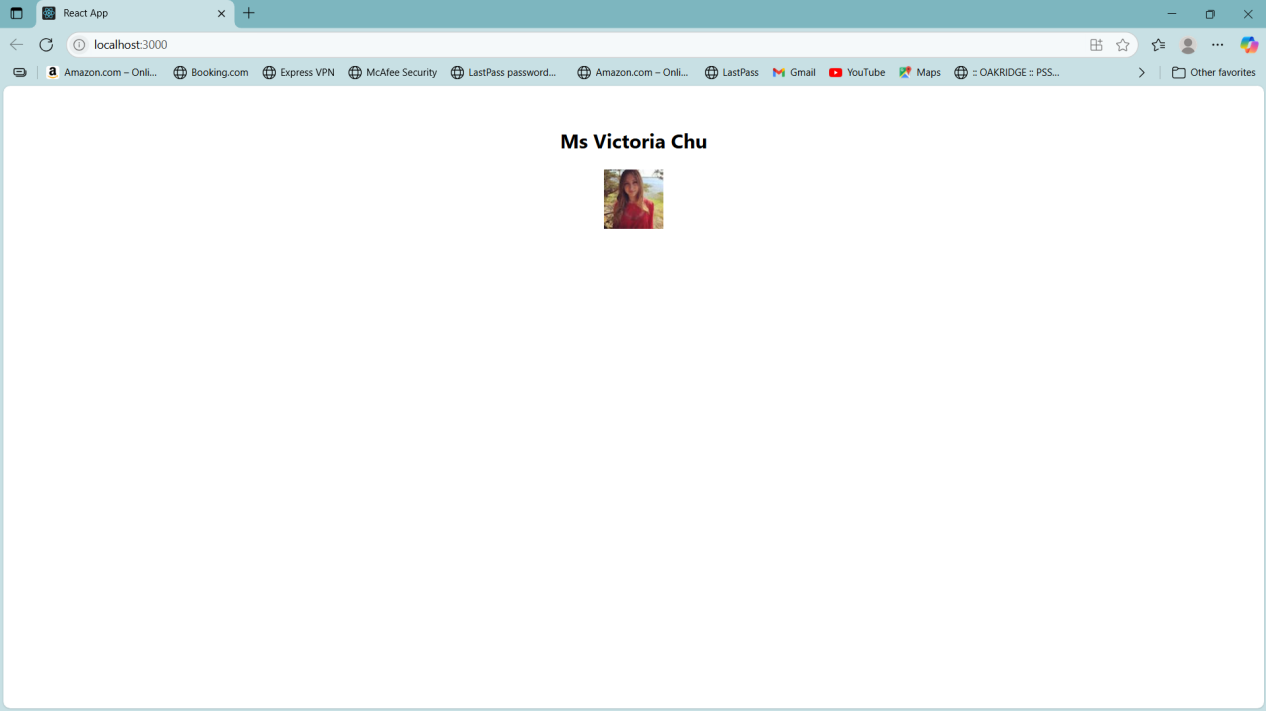 React App
localhost:3000
Amazon.com – Onli... Booking.com Express VPN McAfee Security LastPass password... Amazon.com – Onli... LastPass Gmail YouTube Maps :: OAKRIDGE :: PSS... Other favorites
Ms Victoria Chu